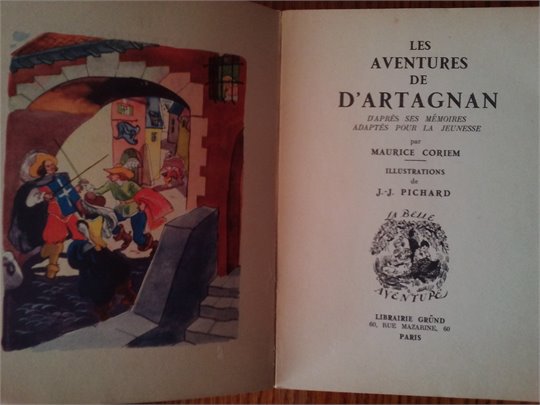 LES
AVENTURES
DE
D'ARTAGNAN
D'APRÈS SES MÉMOIRES
ADAPTÉS POUR LA JEUNESSE
par
MAURICE CORIEM
ILLUSTRATIONS
de
J.-J. PICHARD
LA BELLE
AVENTURE
LIBRAIRIE GRÜND
60, RUE MAZARINE, 60
PARIS